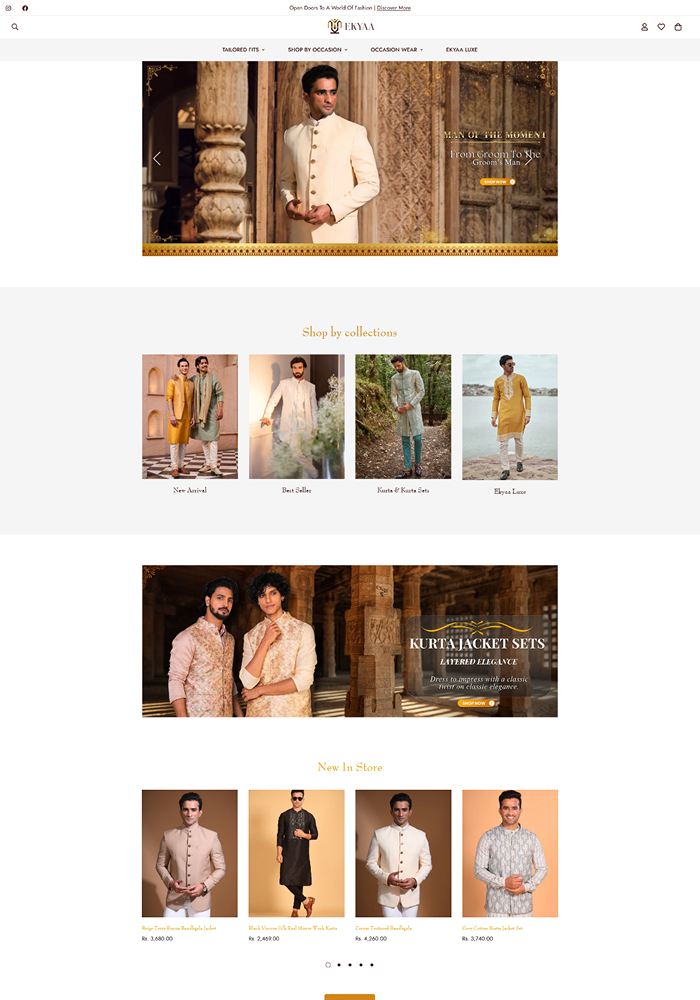 Open Doors To A World Of Fashion | Discover More
EKYAA
TAILORED FITS
SHOP BY OCCASION
OCCASION WEAR
EKYAA LUXE
MAN OF THE MOMENT
From Groom To The
Groom's Man
SHOP NOW
Shop by collections
New Arrival
Best Seller
Kurta & Kurta Sets
Ekyaa Luxe
KURTA JACKET SETS
LAYERED ELEGANCE
Dress to impress with a classic
twist on classic elegance.
SHOP NOW
New In Store
Beige Terry Rayon Bandhgala Jacket
Rs. 3,680.00
Black Viscose Silk Real Mirror Work Kurta
Rs. 2,469.00
Cream Textured Bandhgala
Rs. 4,260.00
Grey Cotton Kurta Jacket Set
Rs. 3,740.00